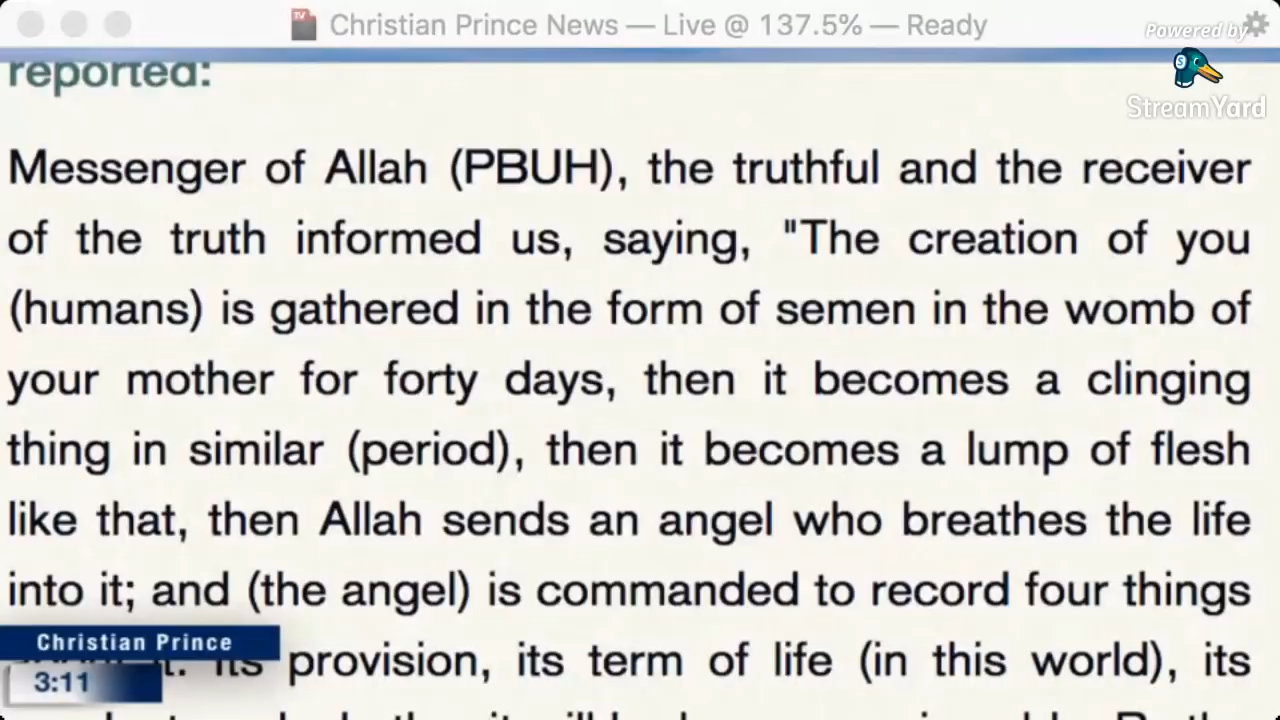 Christian Prince News — Live @ 137.5% — Ready
Powered by
StreamYard
reported:
Messenger of Allah (PBUH), the truthful and the receiver
of the truth informed us, saying, "The creation of you
(humans) is gathered in the form of semen in the womb of
your mother for forty days, then it becomes a clinging
thing in similar (period), then it becomes a lump of flesh
like that, then Allah sends an angel who breathes the life
into it; and (the angel) is commanded to record four things
it: its provision, its term of life (in this world), its
Christian Prince
3:11